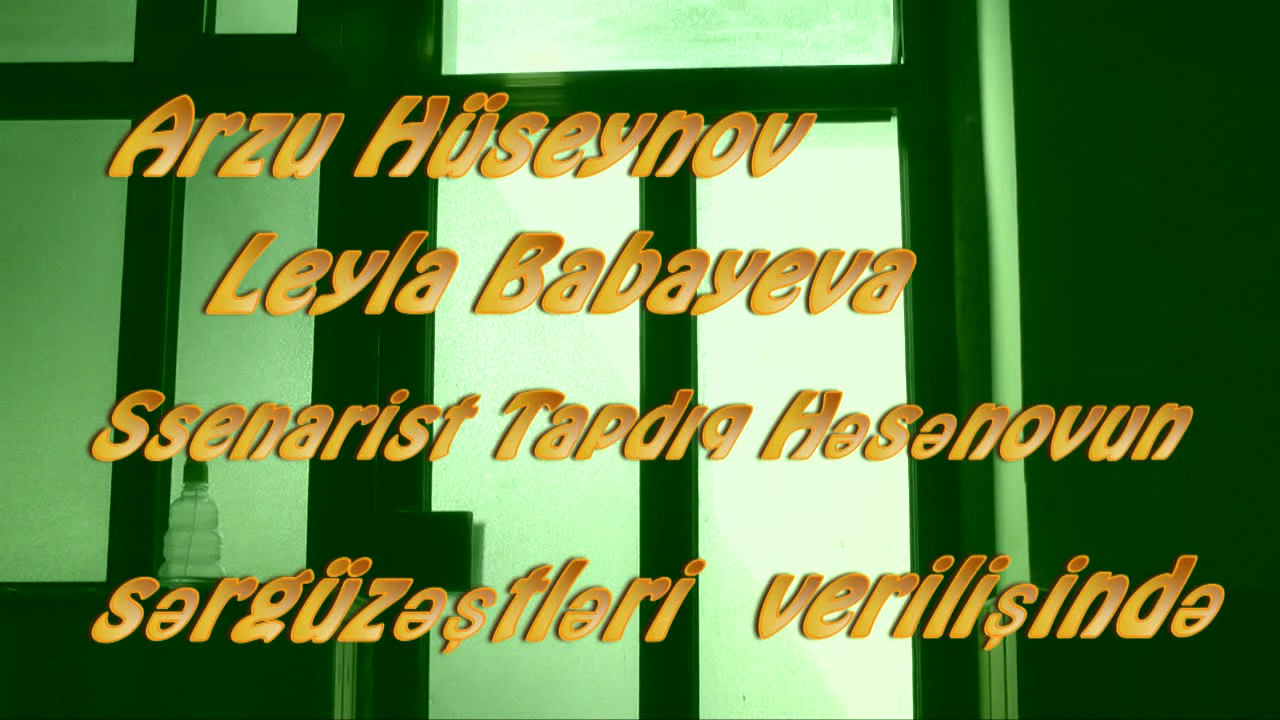 Arzu Hüseynov
Leyla Babayeva
Ssenarist Tapdıq Həsənovun
sərgüzəştləri verilişində